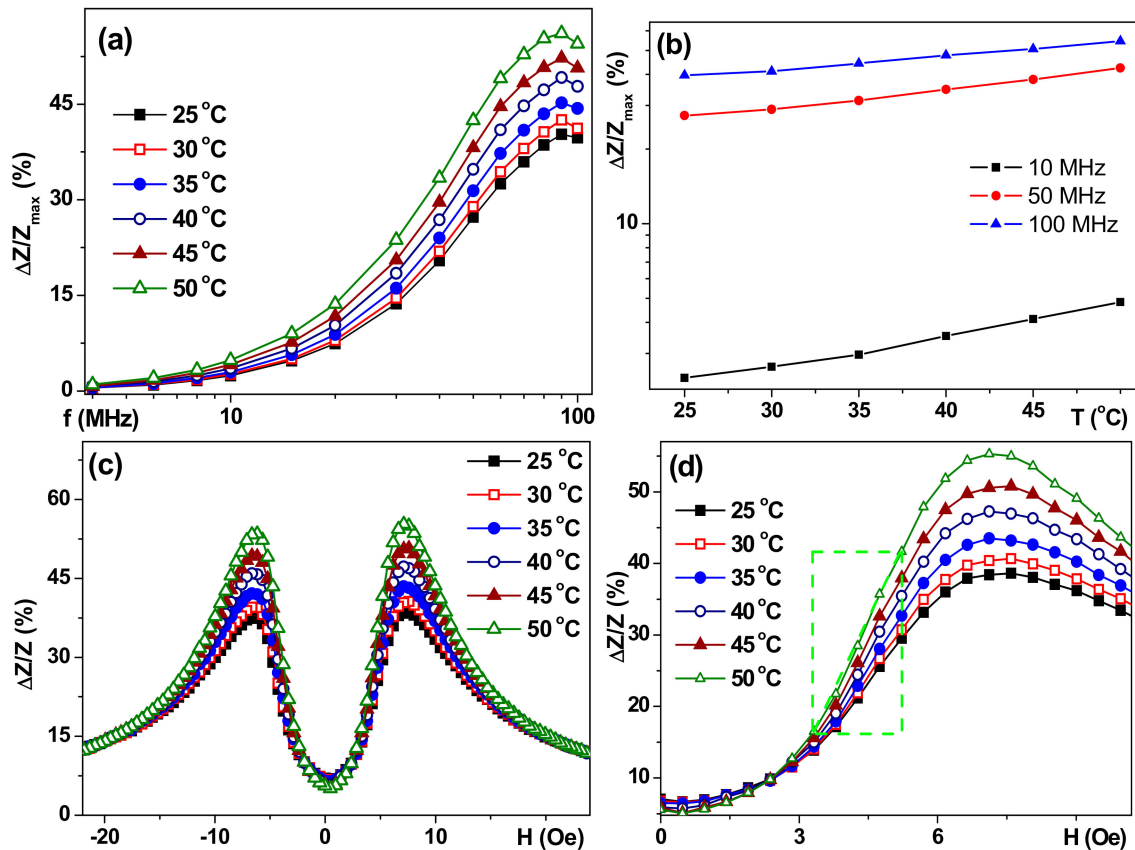 (a)
ΔZ/Z_max (%)
45
30
15
0
25 °C
30 °C
35 °C
40 °C
45 °C
50 °C
f (MHz)
10
100
(b)
ΔZ/Z_max (%)
10
10 MHz
50 MHz
100 MHz
25
30
35
40
45
T (°C)
(c)
ΔZ/Z (%)
60
45
30
15
0
25 °C
30 °C
35 °C
40 °C
45 °C
50 °C
-20
-10
0
10
H (Oe)
(d)
ΔZ/Z (%)
50
40
30
20
10
25 °C
30 °C
35 °C
40 °C
45 °C
50 °C
0
3
6
H (Oe)